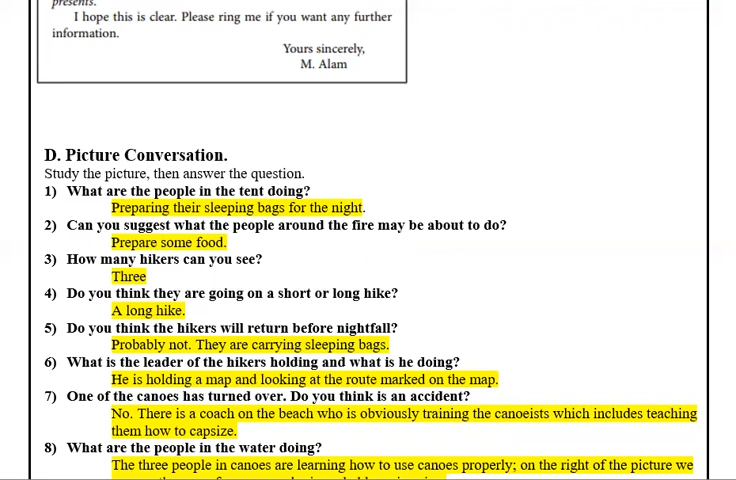 presents.
I hope this is clear. Please ring me if you want any further
information.
Yours sincerely,
M. Alam
D. Picture Conversation.
Study the picture, then answer the question.
1) What are the people in the tent doing?
Preparing their sleeping bags for the night.
2) Can you suggest what the people around the fire may be about to do?
Prepare some food.
3) How many hikers can you see?
Three
4) Do you think they are going on a short or long hike?
A long hike.
5) Do you think the hikers will return before nightfall?
Probably not. They are carrying sleeping bags.
6) What is the leader of the hikers holding and what is he doing?
He is holding a map and looking at the route marked on the map.
7) One of the canoes has turned over. Do you think is an accident?
No. There is a coach on the beach who is obviously training the canoeists which includes teaching
them how to capsize.
8) What are the people in the water doing?
The three people in canoes are learning how to use canoes properly; on the right of the picture we